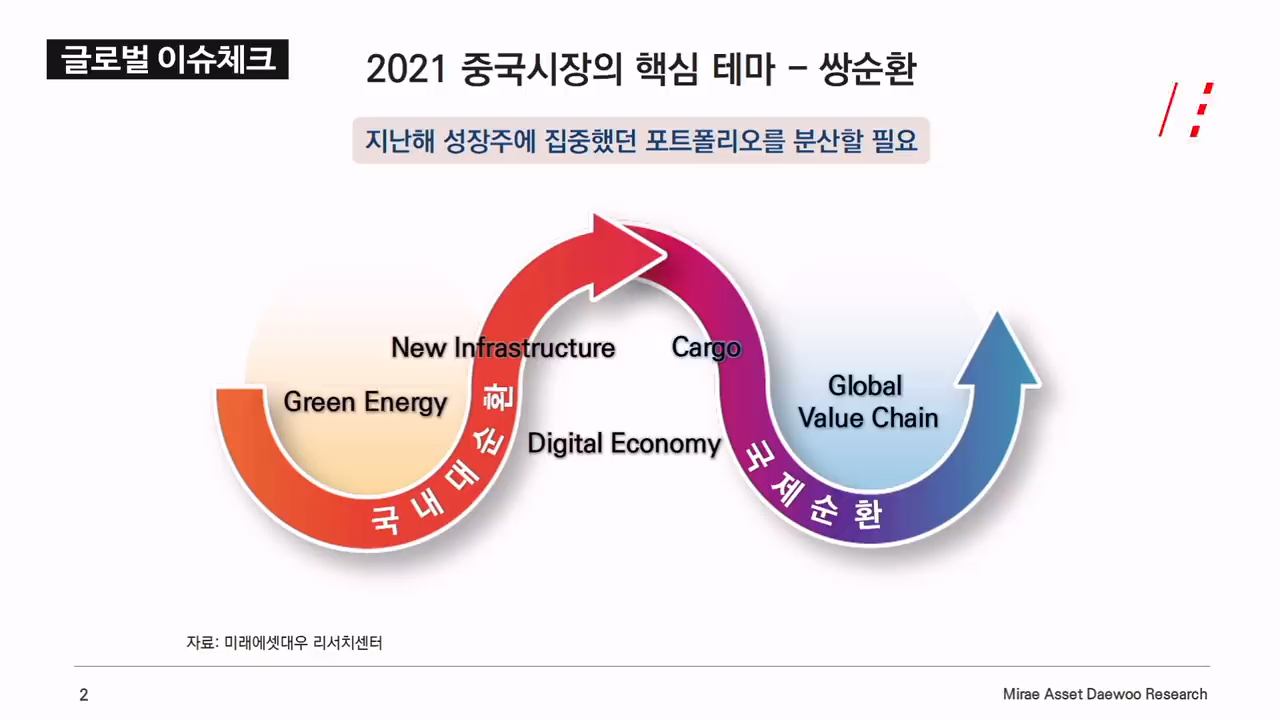 글로벌 이슈체크
2021 중국시장의 핵심 테마 – 쌍순환
지난해 성장주에 집중했던 포트폴리오를 분산할 필요
New Infrastructure
Cargo
Green Energy
Global
Value Chain
Digital Economy
국내대순환
국제순환
자료: 미래에셋대우 리서치센터
2
Mirae Asset Daewoo Research